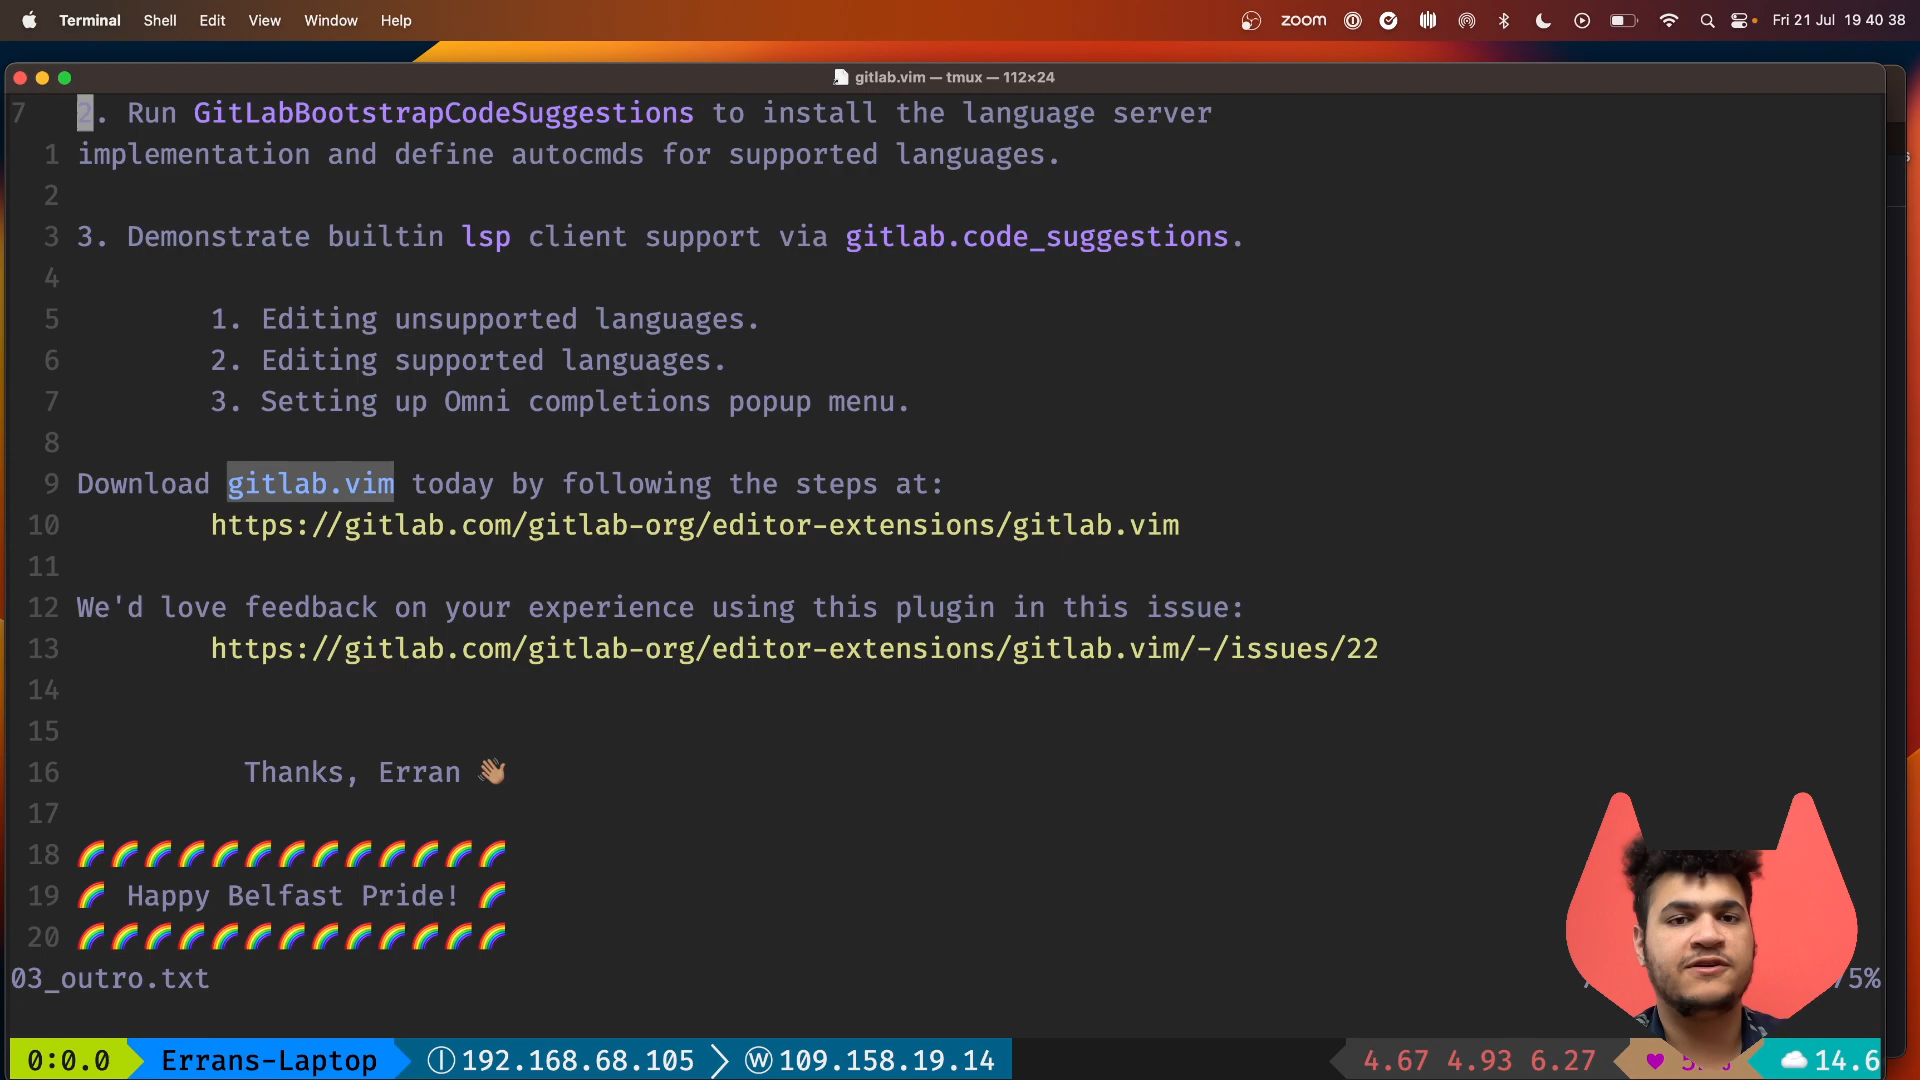 Terminal Shell Edit View Window Help zoom Fri 21 Jul 19 40 38
gitlab.vim — tmux — 112×24
7 2. Run GitLabBootstrapCodeSuggestions to install the language server
1 implementation and define autocmds for supported languages.
2
3 3. Demonstrate builtin lsp client support via gitlab.code_suggestions.
4
5 1. Editing unsupported languages.
6 2. Editing supported languages.
7 3. Setting up Omni completions popup menu.
8
9 Download gitlab.vim today by following the steps at:
10 https://gitlab.com/gitlab-org/editor-extensions/gitlab.vim
11
12 We'd love feedback on your experience using this plugin in this issue:
13 https://gitlab.com/gitlab-org/editor-extensions/gitlab.vim/-/issues/22
14
15
16 Thanks, Erran 👋🏽
17
18 🌈🌈🌈🌈🌈🌈🌈🌈🌈🌈🌈🌈🌈
19 🌈 Happy Belfast Pride! 🌈
20 🌈🌈🌈🌈🌈🌈🌈🌈🌈🌈🌈🌈🌈
03_outro.txt
0:0.0 Errans-Laptop Ⓘ 192.168.68.105 Ⓦ 109.158.19.14 4.67 4.93 6.27 14.6